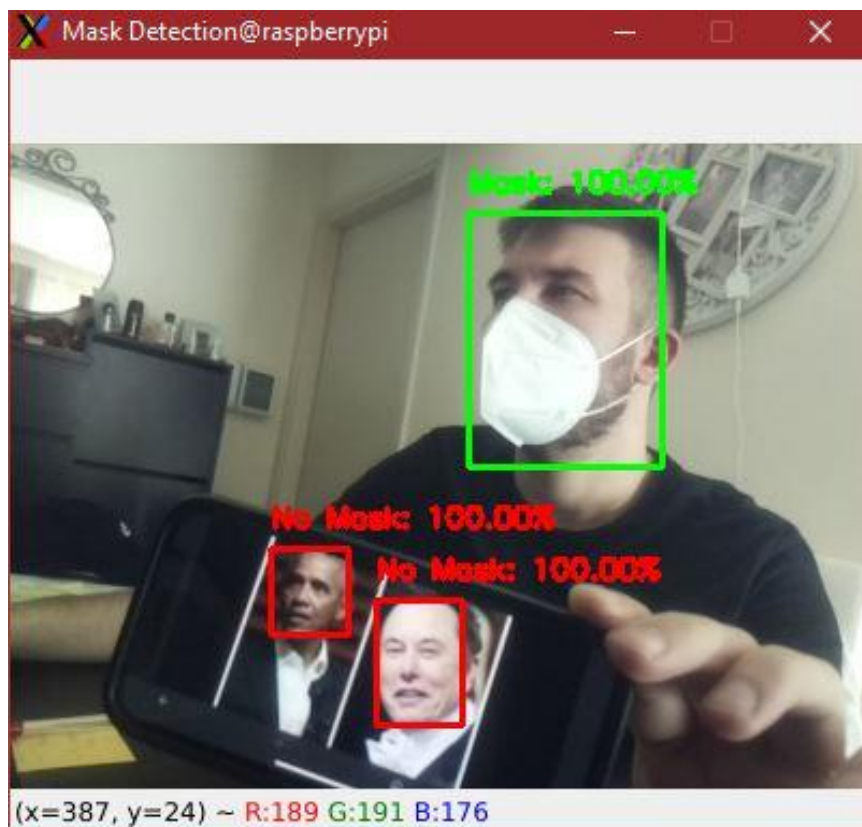 Mask Detection@raspberrypi
Mask: 100.00%
No Mask: 100.00%
No Mask: 100.00%
(x=387, y=24) ~ R:189 G:191 B:176